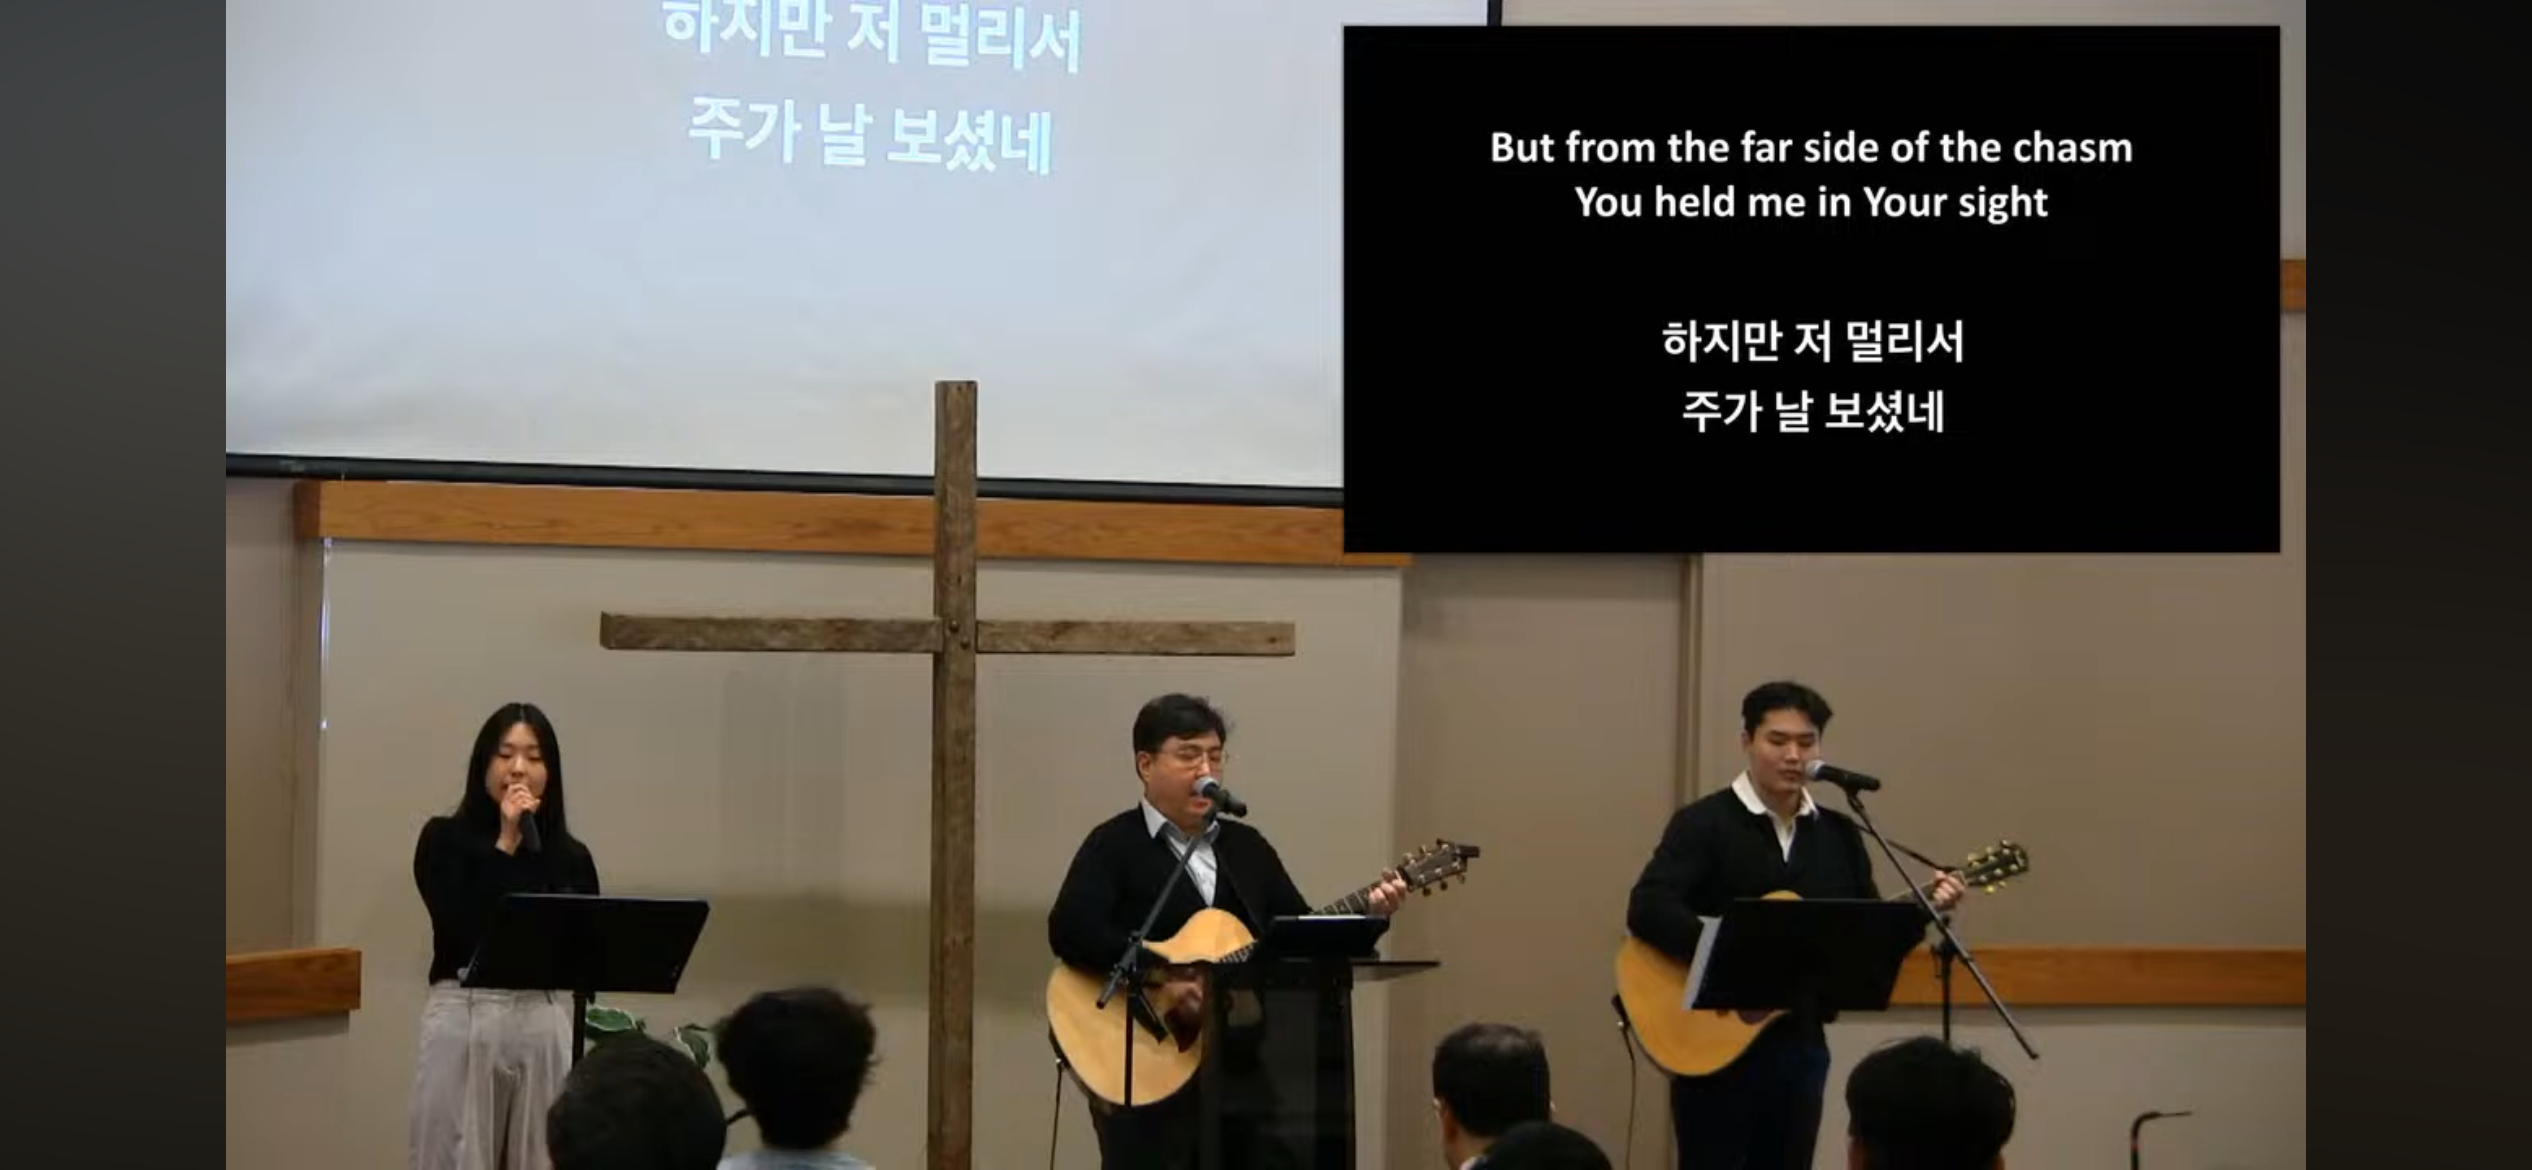 하지만 저 멀리서
주가 날 보셨네
But from the far side of the chasm
You held me in Your sight
하지만 저 멀리서
주가 날 보셨네